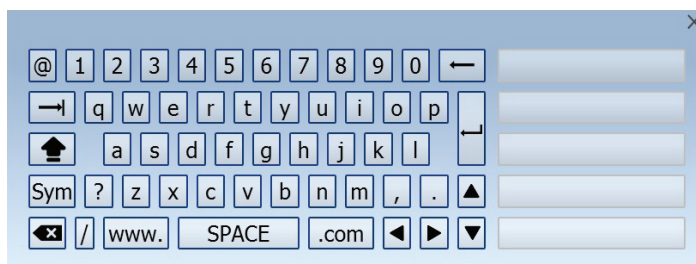 @ 1 2 3 4 5 6 7 8 9 0 ←
→| q w e r t y u i o p
a s d f g h j k l
Sym ? z x c v b n m , . ▲
/ www. SPACE .com ◀ ▶ ▼